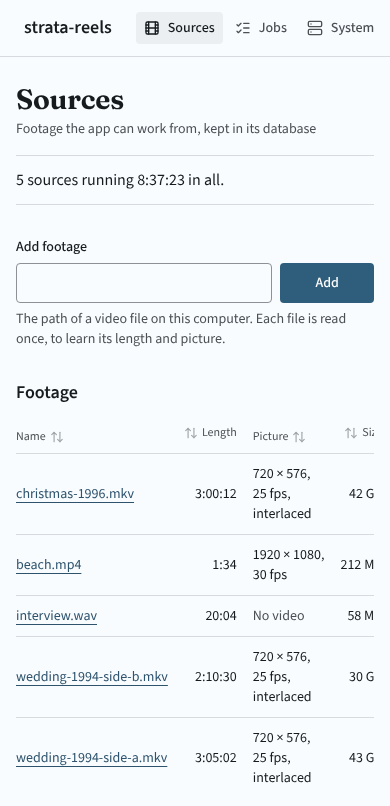 strata-reels
Sources
Jobs
System
Sources
Footage the app can work from, kept in its database
5 sources running 8:37:23 in all.
Add footage
Add
The path of a video file on this computer. Each file is read
once, to learn its length and picture.
Footage
Name Length Picture
christmas-1996.mkv 3:00:12 720 × 576, 25 fps, interlaced 42 G
beach.mp4 1:34 1920 × 1080, 30 fps 212 M
interview.wav 20:04 No video 58 M
wedding-1994-side-b.mkv 2:10:30 720 × 576, 25 fps, interlaced 30 G
wedding-1994-side-a.mkv 3:05:02 720 × 576, 25 fps, interlaced 43 G